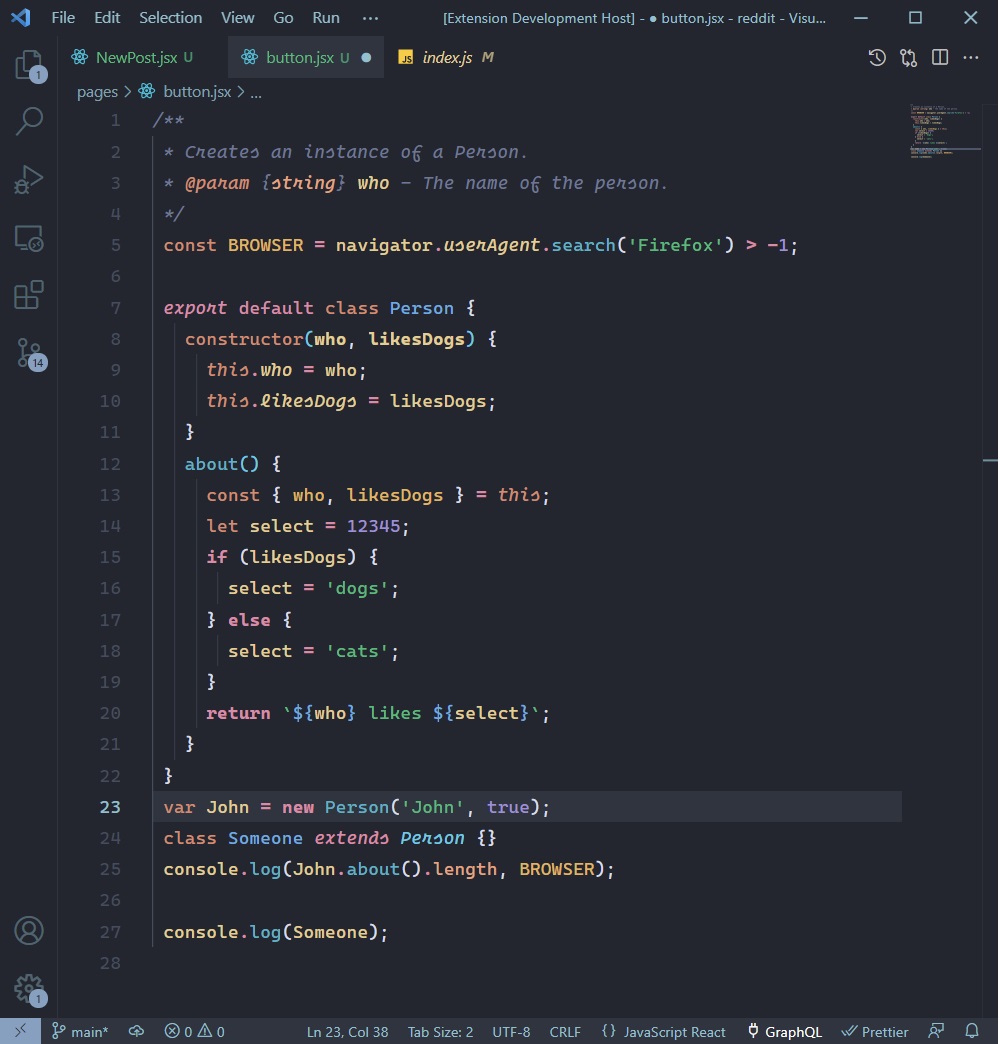 File Edit Selection View Go Run ··· [Extension Development Host] - ● button.jsx - reddit - Visu...
NewPost.jsx U button.jsx U ● JS index.js M
pages > button.jsx > ...
1 /**
2 * Creates an instance of a Person.
3 * @param {string} who - The name of the person.
4 */
5 const BROWSER = navigator.userAgent.search('Firefox') > -1;
6
7 export default class Person {
8 constructor(who, likesDogs) {
9 this.who = who;
10 this.likesDogs = likesDogs;
11 }
12 about() {
13 const { who, likesDogs } = this;
14 let select = 12345;
15 if (likesDogs) {
16 select = 'dogs';
17 } else {
18 select = 'cats';
19 }
20 return `${who} likes ${select}`;
21 }
22 }
23 var John = new Person('John', true);
24 class Someone extends Person {}
25 console.log(John.about().length, BROWSER);
26
27 console.log(Someone);
28
1
14
1
main* 0 0 Ln 23, Col 38 Tab Size: 2 UTF-8 CRLF {} JavaScript React GraphQL Prettier